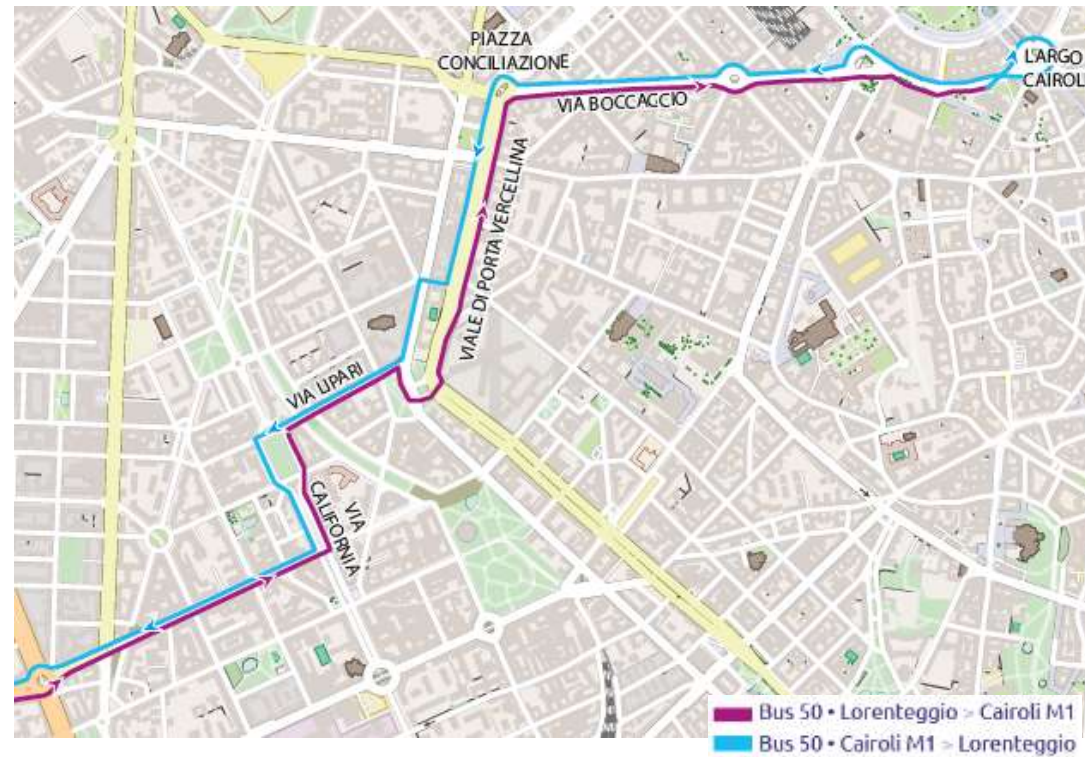 PIAZZA
CONCILIAZIONE
L'ARGO
CAIROLI
VIA BOCCACCIO
VIALE DI PORTA VERCELLINA
VIA LIPARI
VIA
CALIFORNIA
Bus 50 • Lorenteggio > Cairoli M1
Bus 50 • Cairoli M1 > Lorenteggio